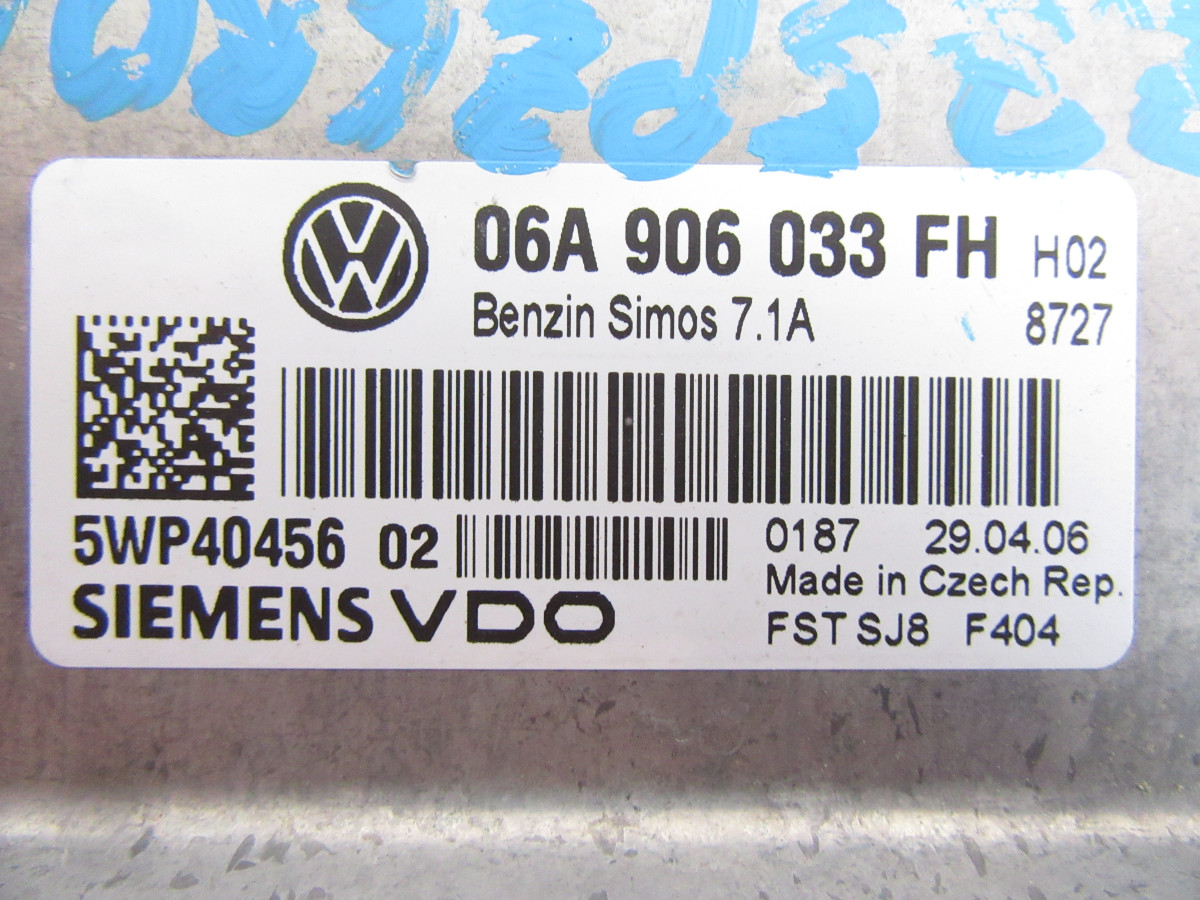 06A 906 033 FH H02
Benzin Simos 7.1A 8727
5WP40456 02 0187 29.04.06
Made in Czech Rep.
SIEMENS VDO FST SJ8 F404